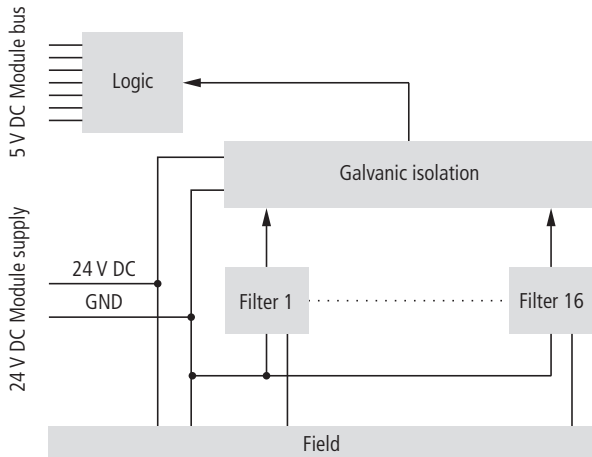 5 V DC Module bus
Logic
Galvanic isolation
24 V DC Module supply
24 V DC
GND
Filter 1
Filter 16
Field